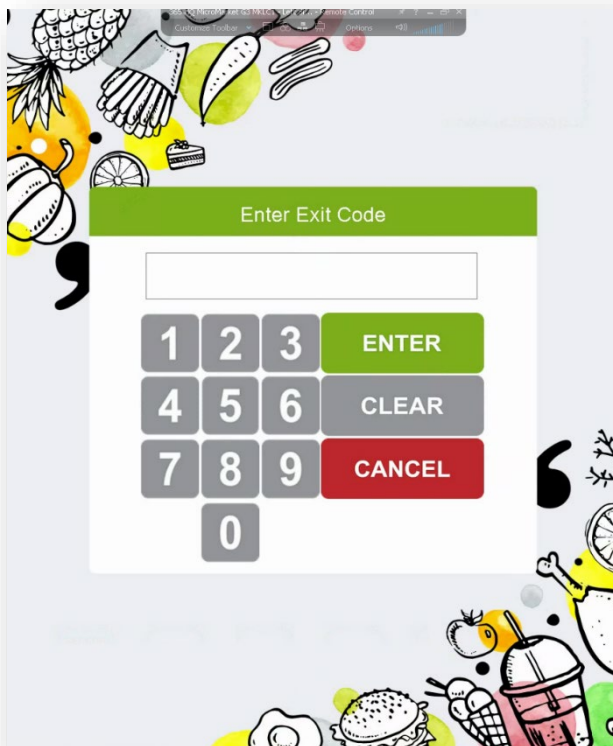 Customize Toolbar Options
Enter Exit Code
1 2 3 ENTER
4 5 6 CLEAR
7 8 9 CANCEL
0